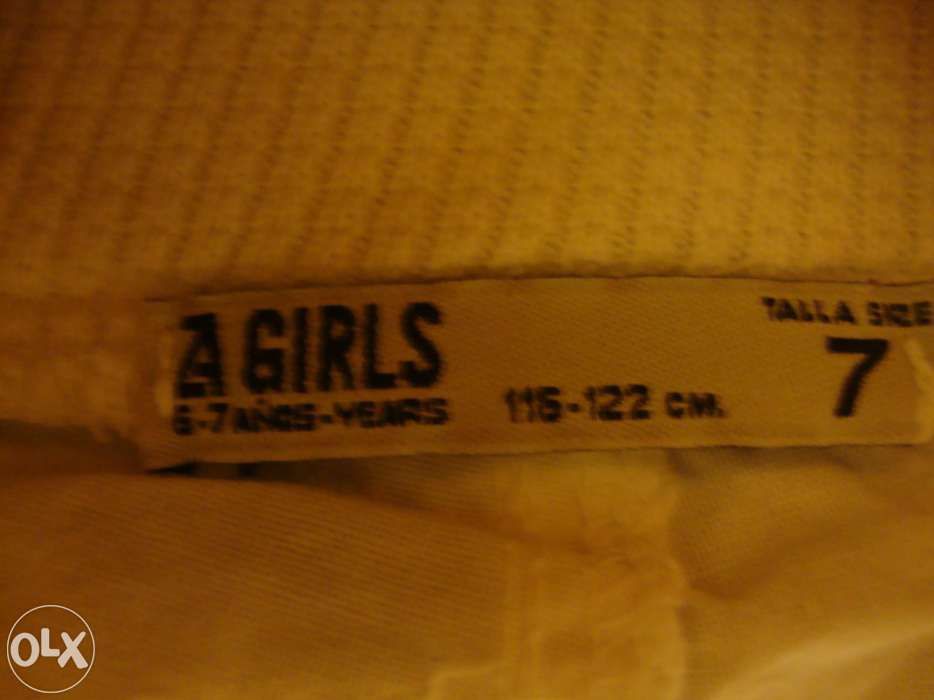 A GIRLS
6-7 AÑOS-YEARS
116-122 CM.
TALLA SIZE
7
OLX